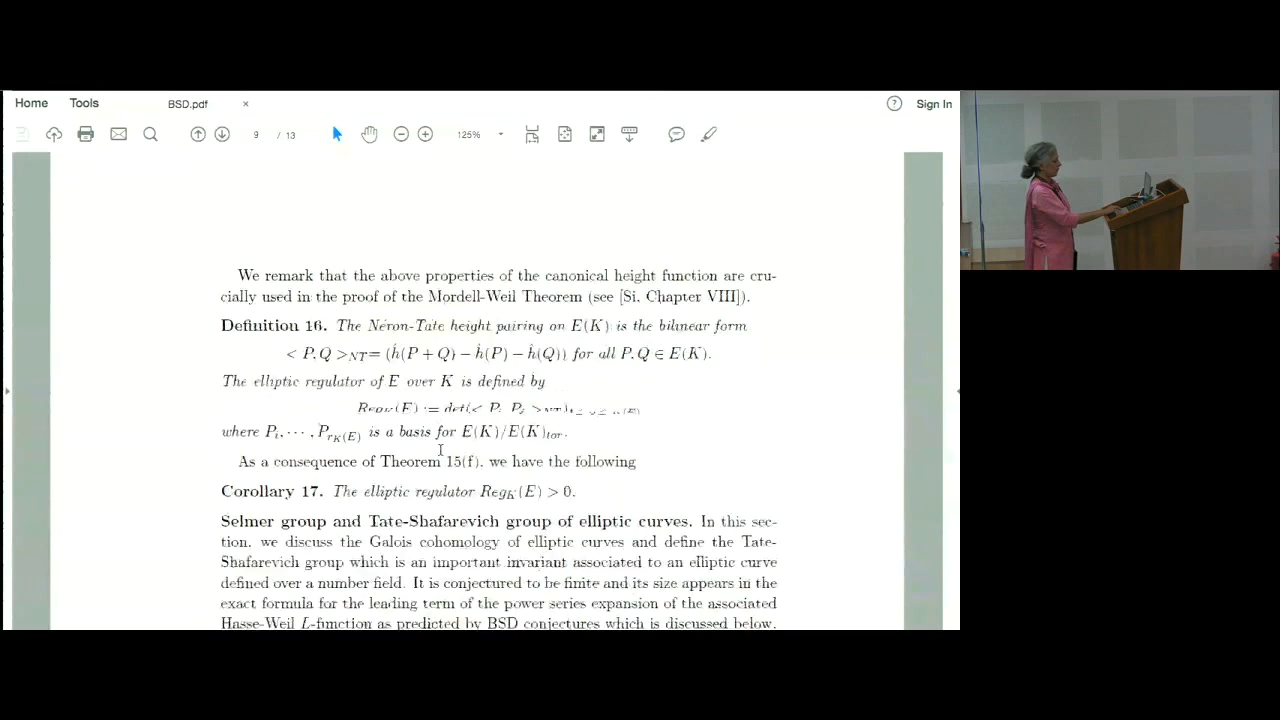 Home Tools BSD.pdf × ? Sign In
9 / 13 125%
We remark that the above properties of the canonical height function are cru-
cially used in the proof of the Mordell-Weil Theorem (see [Si, Chapter VIII]).
Definition 16. The Néron-Tate height pairing on E(K) is the bilinear form
< P, Q >_NT = (ĥ(P + Q) − ĥ(P) − ĥ(Q)) for all P, Q ∈ E(K).
The elliptic regulator of E over K is defined by
Reg_K(E) := det(<
where P_i, ⋯ , P_{r_K(E)} is a basis for E(K)/E(K)_tor.
As a consequence of Theorem 15(f), we have the following
Corollary 17. The elliptic regulator Reg_K(E) > 0.
Selmer group and Tate-Shafarevich group of elliptic curves. In this sec-
tion, we discuss the Galois cohomology of elliptic curves and define the Tate-
Shafarevich group which is an important invariant associated to an elliptic curve
defined over a number field. It is conjectured to be finite and its size appears in the
exact formula for the leading term of the power series expansion of the associated
Hasse-Weil L-function as predicted by BSD conjectures which is discussed below.